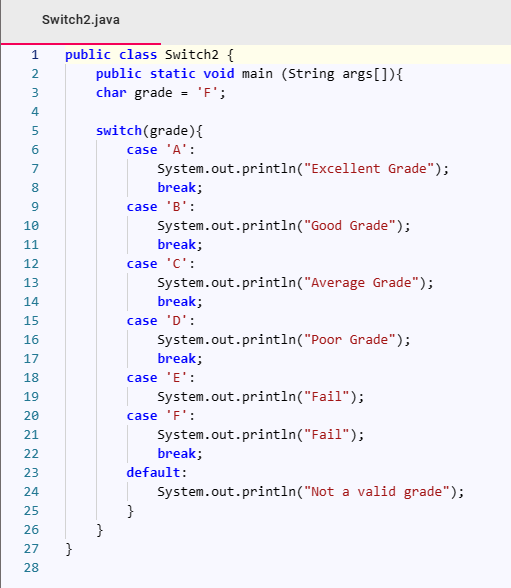 Switch2.java
1 public class Switch2 {
2 public static void main (String args[]){
3 char grade = 'F';
4
5 switch(grade){
6 case 'A':
7 System.out.println("Excellent Grade");
8 break;
9 case 'B':
10 System.out.println("Good Grade");
11 break;
12 case 'C':
13 System.out.println("Average Grade");
14 break;
15 case 'D':
16 System.out.println("Poor Grade");
17 break;
18 case 'E':
19 System.out.println("Fail");
20 case 'F':
21 System.out.println("Fail");
22 break;
23 default:
24 System.out.println("Not a valid grade");
25 }
26 }
27 }
28